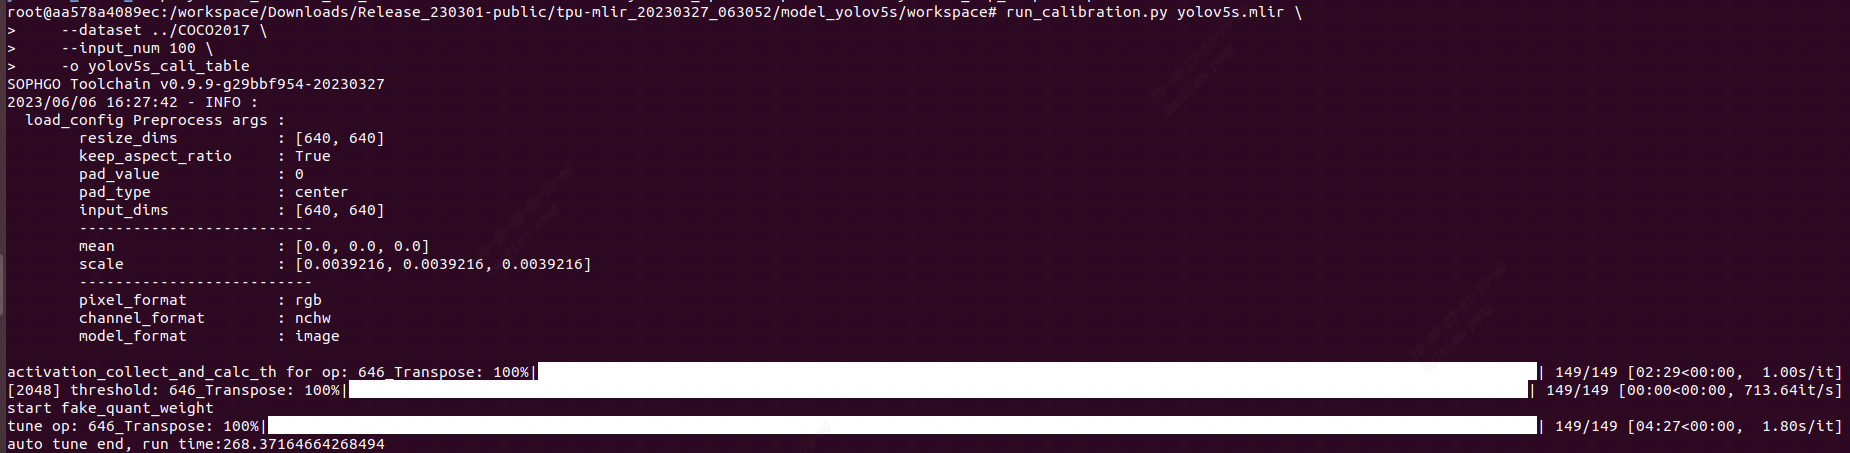 root@aa578a4089ec:/workspace/Downloads/Release_230301-public/tpu-mlir_20230327_063052/model_yolov5s/workspace# run_calibration.py yolov5s.mlir \
>     --dataset ../COCO2017 \
>     --input_num 100 \
>     -o yolov5s_cali_table
SOPHGO Toolchain v0.9.9-g29bbf954-20230327
2023/06/06 16:27:42 - INFO :
  load_config Preprocess args :
        resize_dims           : [640, 640]
        keep_aspect_ratio     : True
        pad_value             : 0
        pad_type              : center
        input_dims            : [640, 640]
        --------------------------
        mean                  : [0.0, 0.0, 0.0]
        scale                 : [0.0039216, 0.0039216, 0.0039216]
        --------------------------
        pixel_format          : rgb
        channel_format        : nchw
        model_format          : image
activation_collect_and_calc_th for op: 646_Transpose: 100%| | 149/149 [02:29<00:00,  1.00s/it]
[2048] threshold: 646_Transpose: 100%| | 149/149 [00:00<00:00, 713.64it/s]
start fake_quant_weight
tune op: 646_Transpose: 100%| | 149/149 [04:27<00:00,  1.80s/it]
auto tune end, run time:268.37164664268494